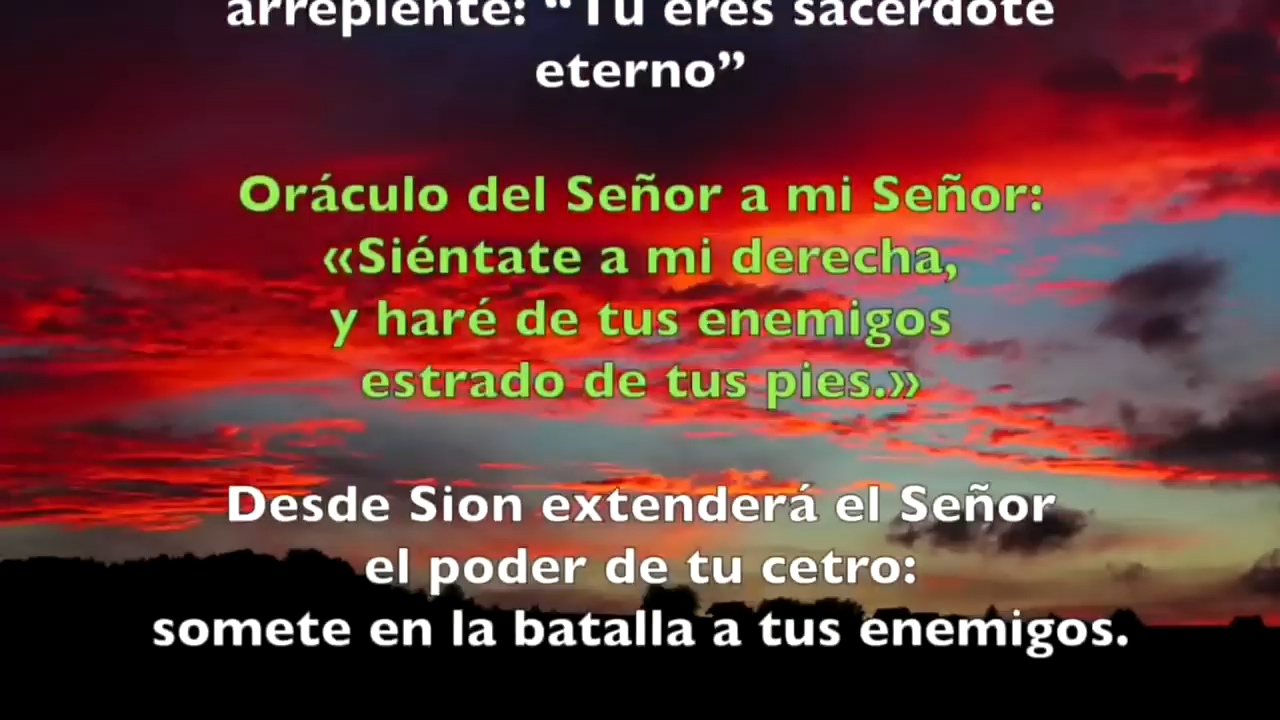 arrepiente: “Tú eres sacerdote
eterno”
Oráculo del Señor a mi Señor:
«Siéntate a mi derecha,
y haré de tus enemigos
estrado de tus pies.»
Desde Sion extenderá el Señor
el poder de tu cetro:
somete en la batalla a tus enemigos.